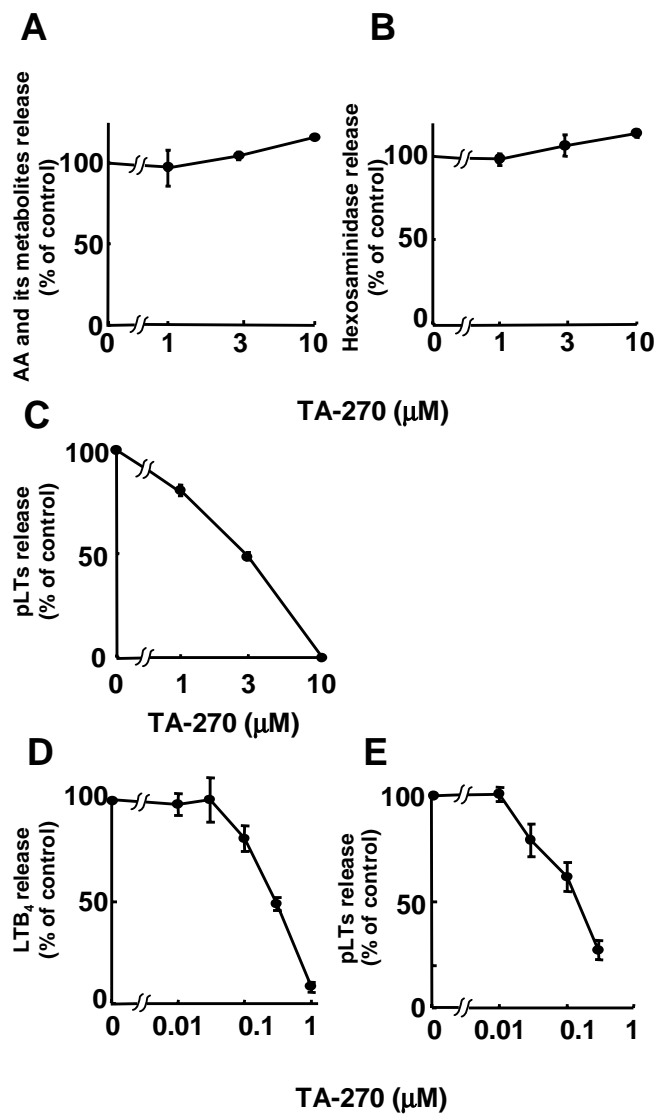 A
B
AA and its metabolites release
(% of control)
100
50
0
0 1 3 10
Hexosaminidase release
(% of control)
100
50
0
0 1 3 10
TA-270 (μM)
C
pLTs release
(% of control)
100
50
0
0 1 3 10
TA-270 (μM)
D
E
LTB₄ release
(% of control)
100
50
0
0 0.01 0.1 1
pLTs release
(% of control)
100
50
0
0 0.01 0.1 1
TA-270 (μM)